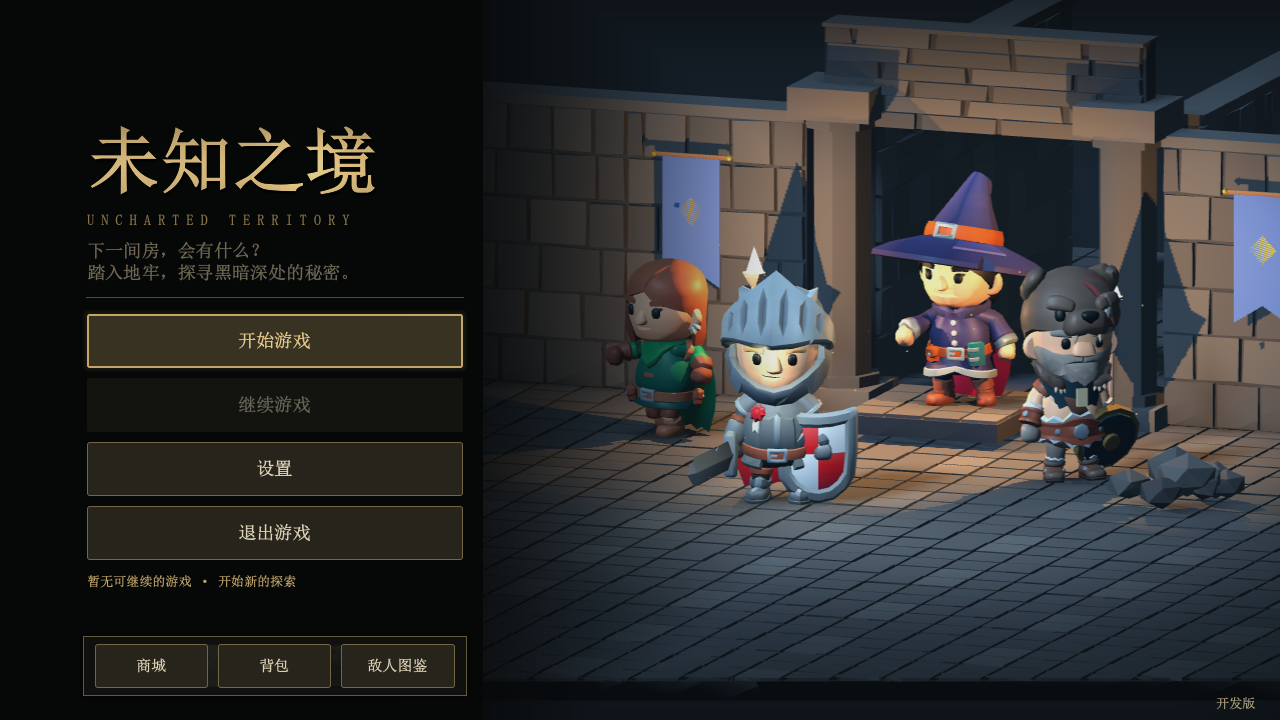 未知之境
UNCHARTED TERRITORY
下一间房，会有什么？
踏入地牢，探寻黑暗深处的秘密。
开始游戏
继续游戏
设置
退出游戏
暂无可继续的游戏 • 开始新的探索
商城
背包
敌人图鉴
开发版